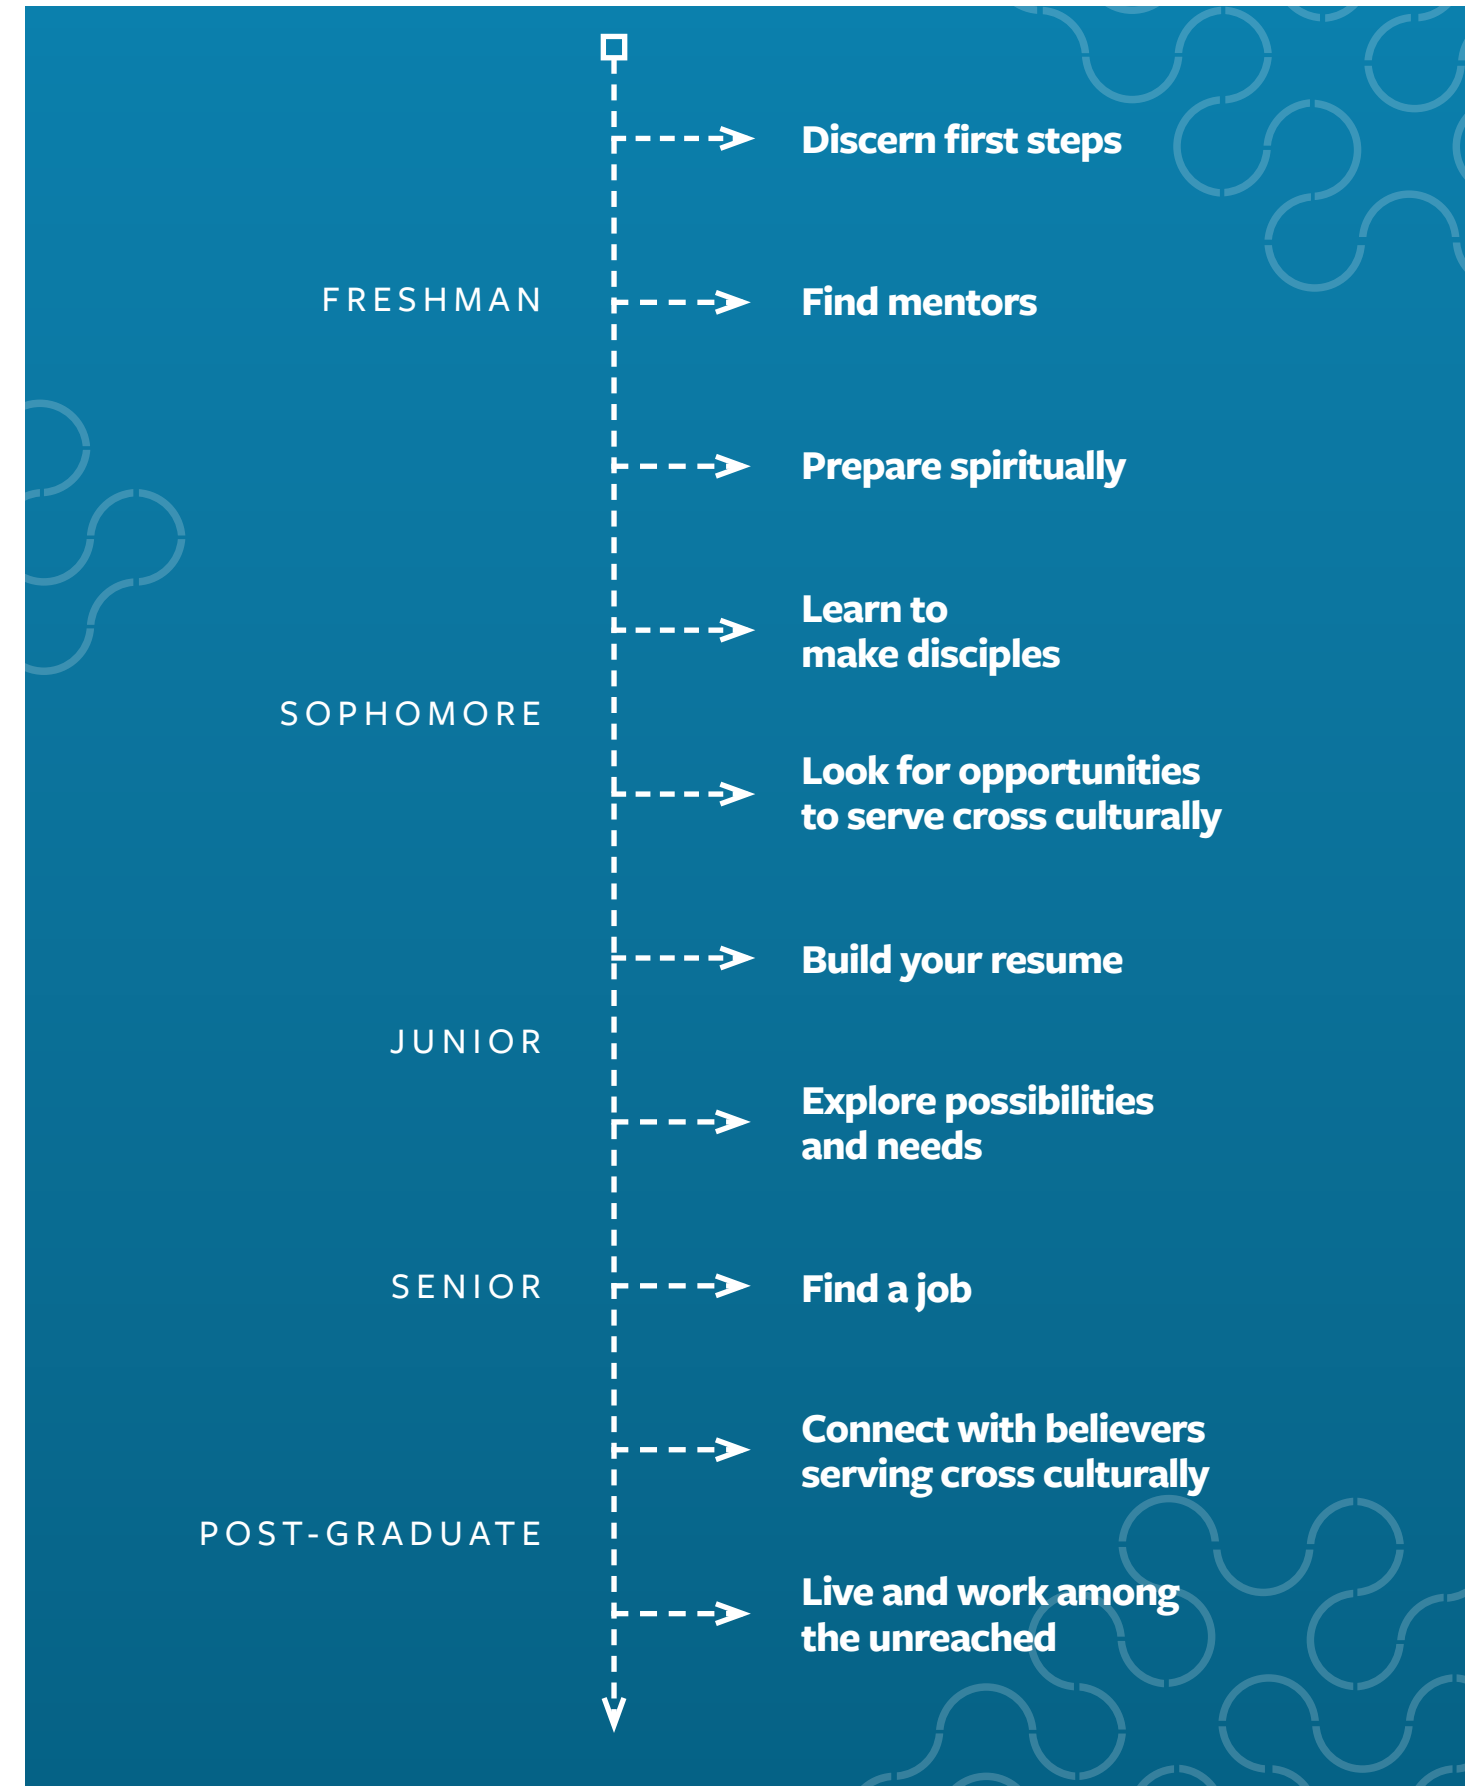 Discern first steps
FRESHMAN
Find mentors
Prepare spiritually
Learn to
make disciples
SOPHOMORE
Look for opportunities
to serve cross culturally
Build your resume
JUNIOR
Explore possibilities
and needs
SENIOR
Find a job
Connect with believers
serving cross culturally
POST-GRADUATE
Live and work among
the unreached